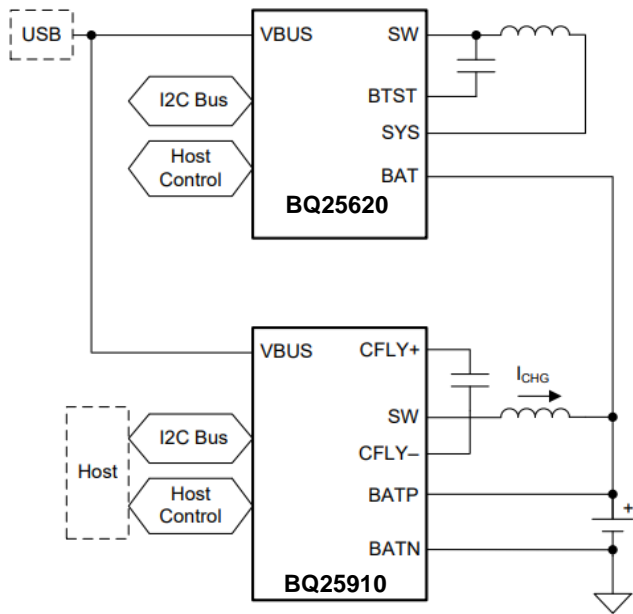 USB
VBUS
SW
I2C Bus
BTST
SYS
Host
Control
BAT
BQ25620
VBUS
CFLY+
ICHG
I2C Bus
SW
Host
CFLY–
Host
Control
BATP
+
BATN
BQ25910